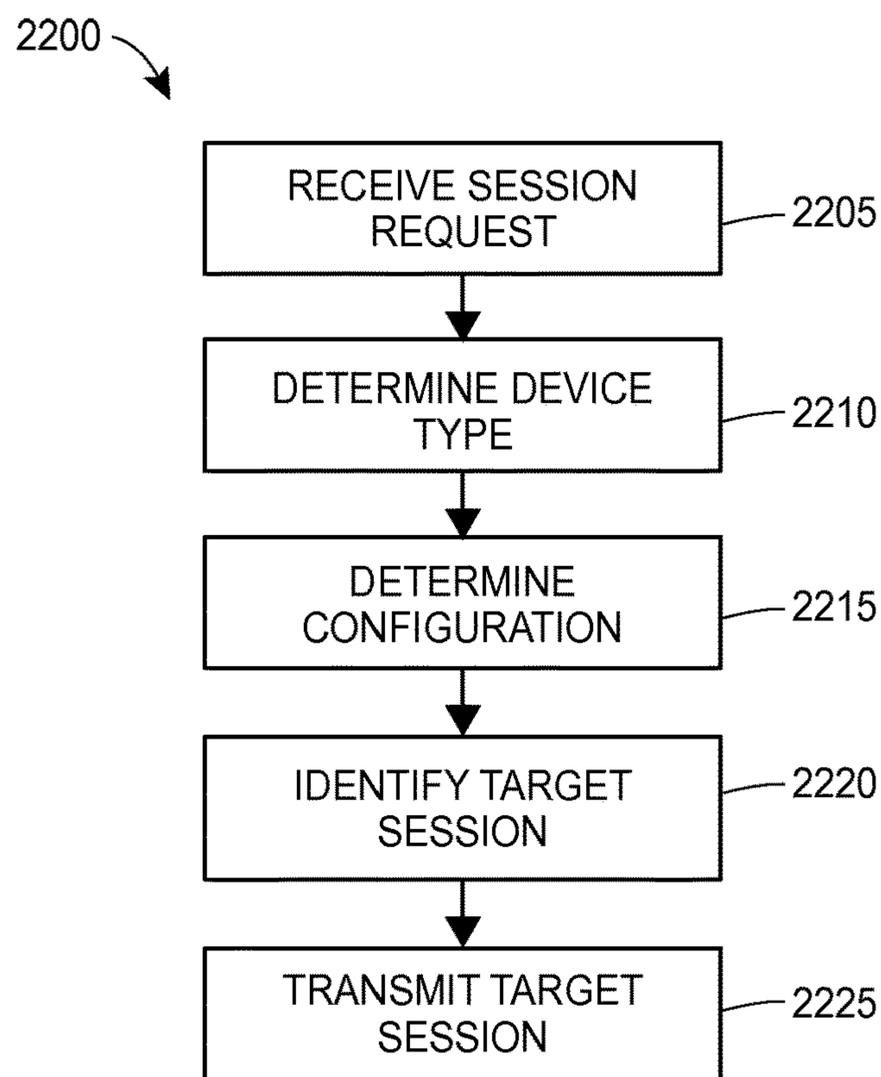 2200
RECEIVE SESSION
REQUEST
2205
DETERMINE DEVICE
TYPE
2210
DETERMINE
CONFIGURATION
2215
IDENTIFY TARGET
SESSION
2220
TRANSMIT TARGET
SESSION
2225